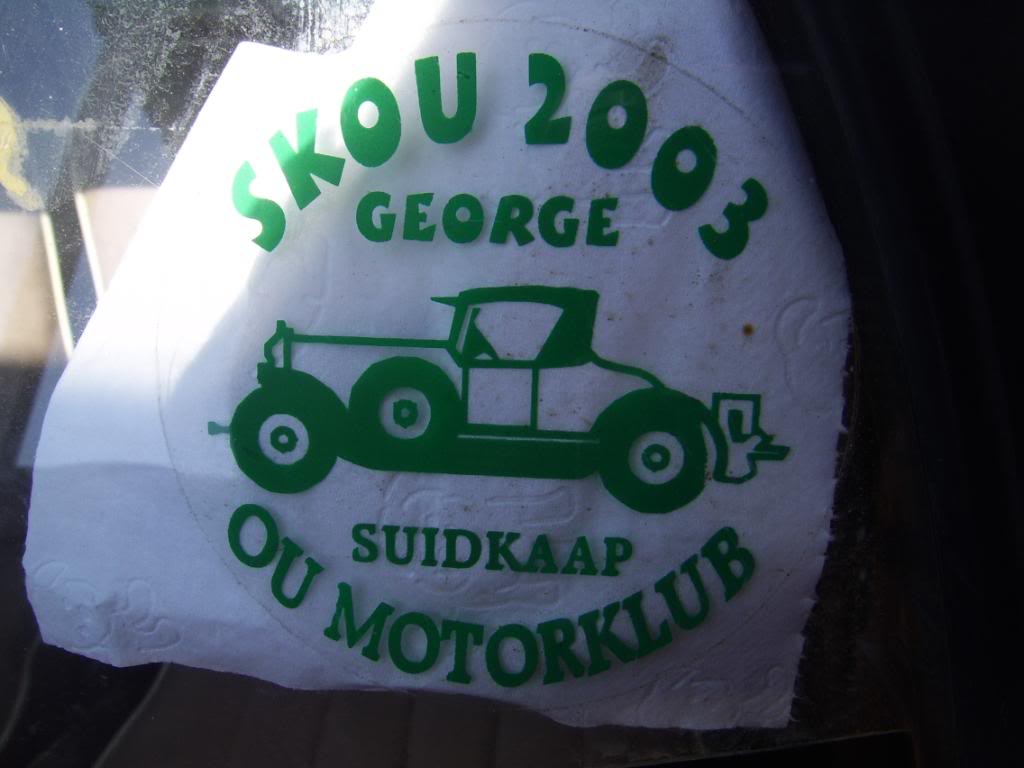 SKOU 2003
GEORGE
SUIDKAAP
OU MOTORKLUB